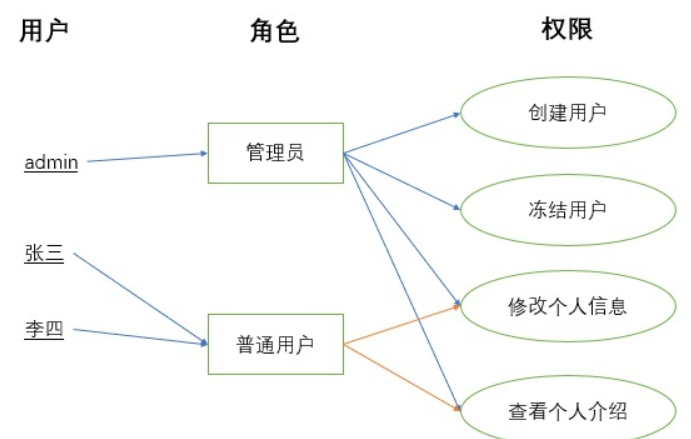 用户
角色
权限
admin
管理员
创建用户
冻结用户
张三
李四
普通用户
修改个人信息
查看个人介绍